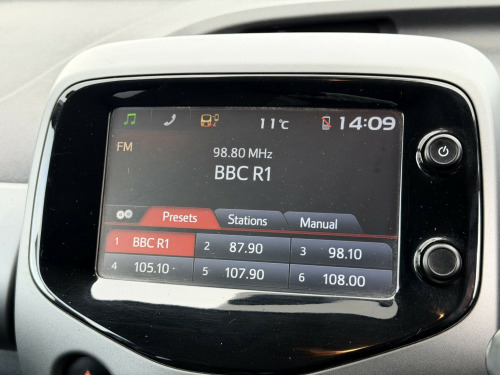 11°C 14:09
FM
98.80 MHz
BBC R1
Presets Stations Manual
1 BBC R1 2 87.90 3 98.10
4 105.10 5 107.90 6 108.00